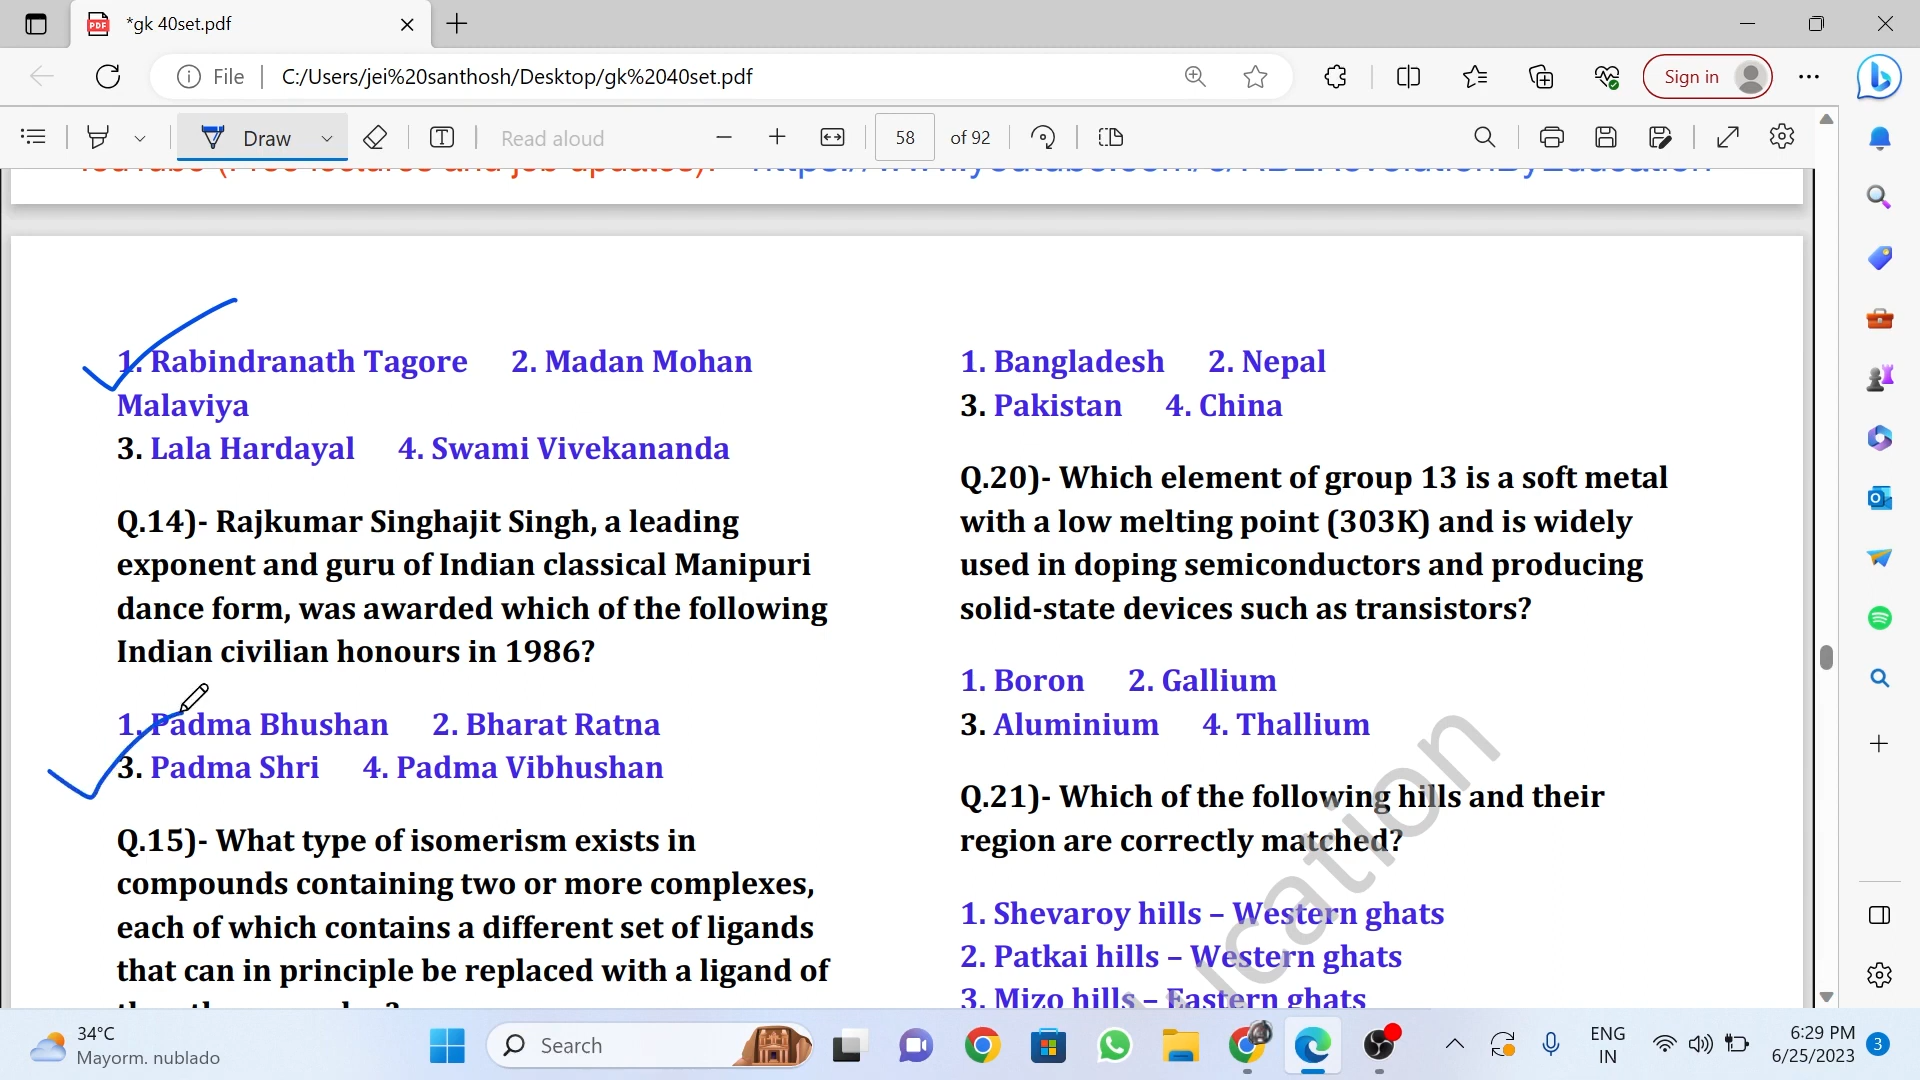 *gk 40set.pdf
File
C:/Users/jei%20santhosh/Desktop/gk%2040set.pdf
Sign in
Draw
Read aloud
58
of 92
1. Rabindranath Tagore 2. Madan Mohan
Malaviya
3. Lala Hardayal 4. Swami Vivekananda
Q.14)- Rajkumar Singhajit Singh, a leading
exponent and guru of Indian classical Manipuri
dance form, was awarded which of the following
Indian civilian honours in 1986?
1. Padma Bhushan 2. Bharat Ratna
3. Padma Shri 4. Padma Vibhushan
Q.15)- What type of isomerism exists in
compounds containing two or more complexes,
each of which contains a different set of ligands
that can in principle be replaced with a ligand of
1. Bangladesh 2. Nepal
3. Pakistan 4. China
Q.20)- Which element of group 13 is a soft metal
with a low melting point (303K) and is widely
used in doping semiconductors and producing
solid-state devices such as transistors?
1. Boron 2. Gallium
3. Aluminium 4. Thallium
Q.21)- Which of the following hills and their
region are correctly matched?
1. Shevaroy hills – Western ghats
2. Patkai hills – Western ghats
3. Mizo hills – Eastern ghats
34°C
Mayorm. nublado
Search
ENG
IN
6:29 PM
6/25/2023
3